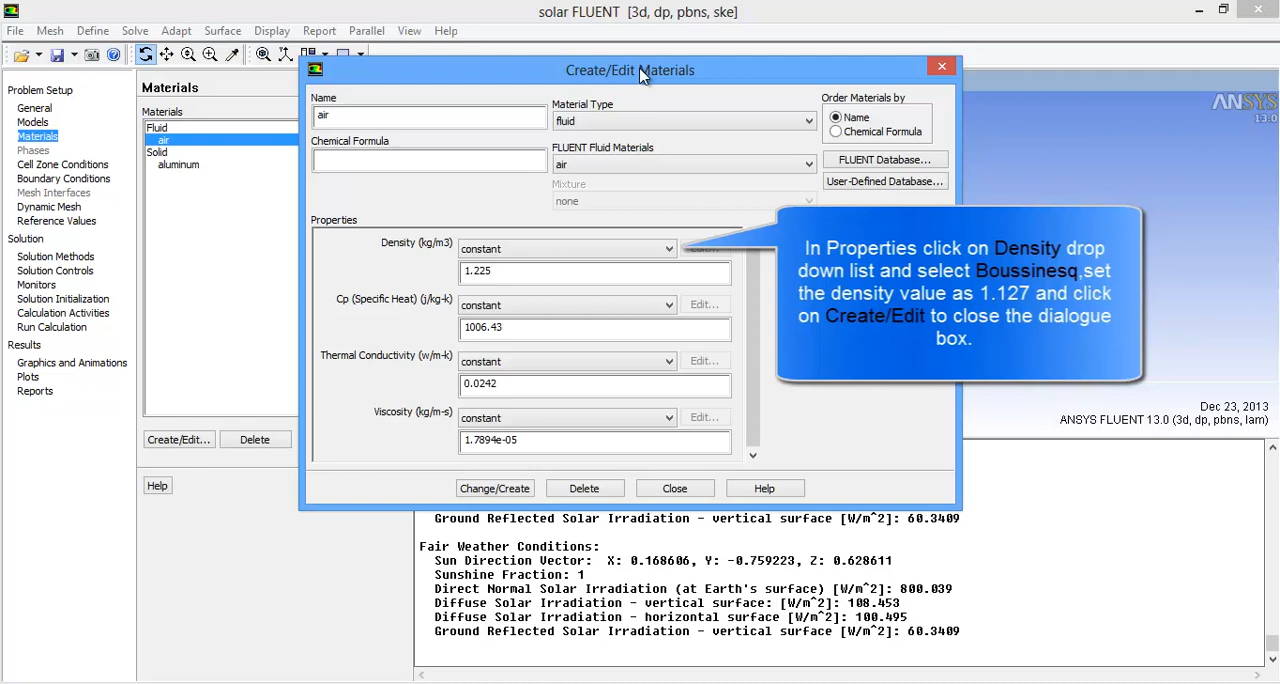 solar FLUENT [3d, dp, pbns, ske]
File Mesh Define Solve Adapt Surface Display Report Parallel View Help
Problem Setup
General
Models
Materials
Phases
Cell Zone Conditions
Boundary Conditions
Mesh Interfaces
Dynamic Mesh
Reference Values
Solution
Solution Methods
Solution Controls
Monitors
Solution Initialization
Calculation Activities
Run Calculation
Results
Graphics and Animations
Plots
Reports
Materials
Materials
Fluid
air
Solid
aluminum
Create/Edit... Delete
Help
Create/Edit Materials
Name
air
Chemical Formula
Material Type
fluid
FLUENT Fluid Materials
air
Mixture
none
Order Materials by
Name
Chemical Formula
FLUENT Database...
User-Defined Database...
Properties
Density (kg/m3) constant
1.225
Cp (Specific Heat) (j/kg-k) constant Edit...
1006.43
Thermal Conductivity (w/m-k) constant Edit...
0.0242
Viscosity (kg/m-s) constant Edit...
1.7894e-05
Change/Create Delete Close Help
In Properties click on Density drop
down list and select Boussinesq,set
the density value as 1.127 and click
on Create/Edit to close the dialogue
box.
ANSYS
Dec 23, 2013
ANSYS FLUENT 13.0 (3d, dp, pbns, lam)
Ground Reflected Solar Irradiation - vertical surface [W/m^2]: 60.3409
Fair Weather Conditions:
Sun Direction Vector: X: 0.168606, Y: -0.759223, Z: 0.628611
Sunshine Fraction: 1
Direct Normal Solar Irradiation (at Earth's surface) [W/m^2]: 800.039
Diffuse Solar Irradiation - vertical surface: [W/m^2]: 108.453
Diffuse Solar Irradiation - horizontal surface [W/m^2]: 100.495
Ground Reflected Solar Irradiation - vertical surface [W/m^2]: 60.3409